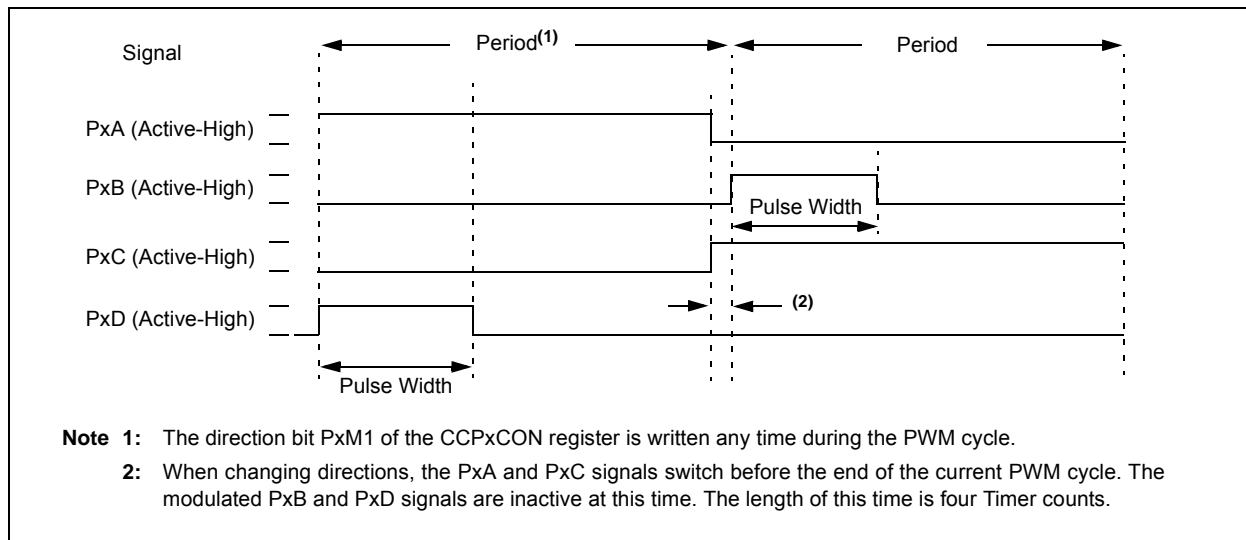 Signal
Period(1)
Period
PxA (Active-High)
PxB (Active-High)
Pulse Width
PxC (Active-High)
(2)
PxD (Active-High)
Pulse Width
Note 1: The direction bit PxM1 of the CCPxCON register is written any time during the PWM cycle.
2: When changing directions, the PxA and PxC signals switch before the end of the current PWM cycle. The
modulated PxB and PxD signals are inactive at this time. The length of this time is four Timer counts.